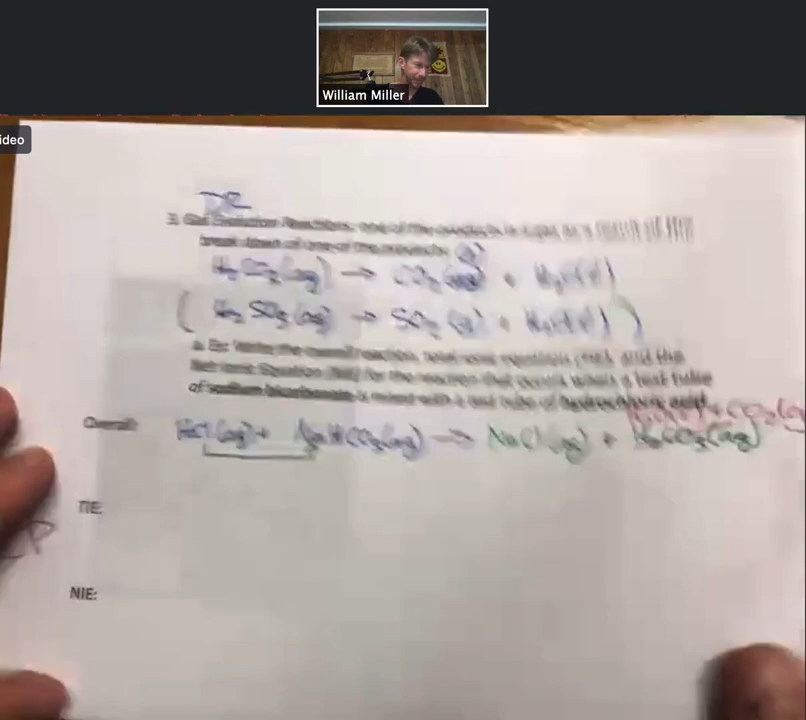 William Miller
ideo
DR
3. Gas Evolution Reactions: one of the products is a gas as a result of the
break down of one of the products. (g)
H₂CO₃(aq) → CO₂ + H₂O(l)
( H₂SO₃(aq) → SO₂(g) + H₂O(l) )
a. Ex: Write the overall reaction, total ionic equation (TIE), and the
Net Ionic Equation (NIE) for the reaction that occurs when a test tube
of sodium bicarbonate is mixed with a test tube of hydrochloric acid.
H₂O(l) + CO₂(g)
Overall: HCl(aq) + NaHCO₃(aq) → NaCl(aq) + H₂CO₃(aq)
TIE:
NIE: